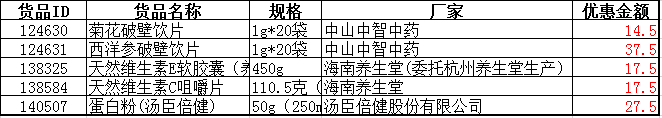 货品ID 货品名称 规格 厂家 优惠金额
124630 菊花破壁饮片 1g*20袋 中山中智中药 14.5
124631 西洋参破壁饮片 1g*20袋 中山中智中药 37.5
138325 天然维生素E软胶囊（养 450g 海南养生堂(委托杭州养生堂生产） 17.5
138584 天然维生素C咀嚼片 110.5克（ 海南养生堂 17.5
140507 蛋白粉(汤臣倍健) 50g（250m 汤臣倍健股份有限公司 27.5